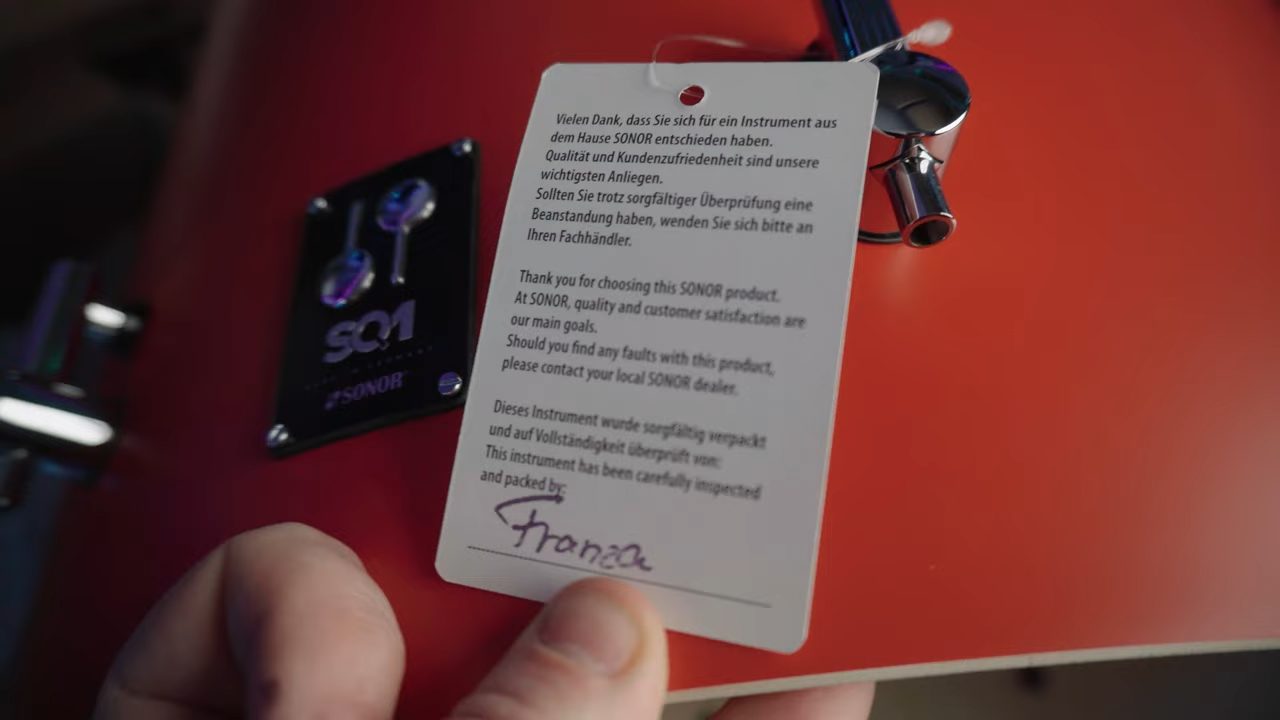 Vielen Dank, dass Sie sich für ein Instrument aus
dem Hause SONOR entschieden haben.
Qualität und Kundenzufriedenheit sind unsere
wichtigsten Anliegen.
Sollten Sie trotz sorgfältiger Überprüfung eine
Beanstandung haben, wenden Sie sich bitte an
Ihren Fachhändler.
Thank you for choosing this SONOR product.
At SONOR, quality and customer satisfaction are
our main goals.
Should you find any faults with this product,
please contact your local SONOR dealer.
Dieses Instrument wurde sorgfältig verpackt
und auf Vollständigkeit überprüft von:
This instrument has been carefully inspected
and packed by:
Franza
SQ1
SONOR